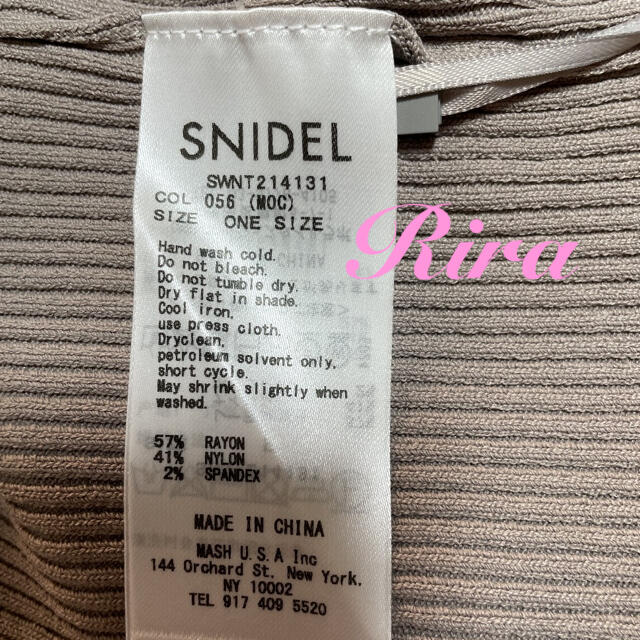 SNIDEL
SWNT214131
COL 056 (MOC)
SIZE ONE SIZE
Hand wash cold.
Do not bleach.
Do not tumble dry.
Dry flat in shade.
Cool iron.
use press cloth.
Dryclean.
petroleum solvent only,
short cycle.
May shrink slightly when
washed.
57% RAYON
41% NYLON
2% SPANDEX
MADE IN CHINA
MASH U.S.A Inc
144 Orchard St. New York.
NY 10002
TEL 917 409 5520
Rira